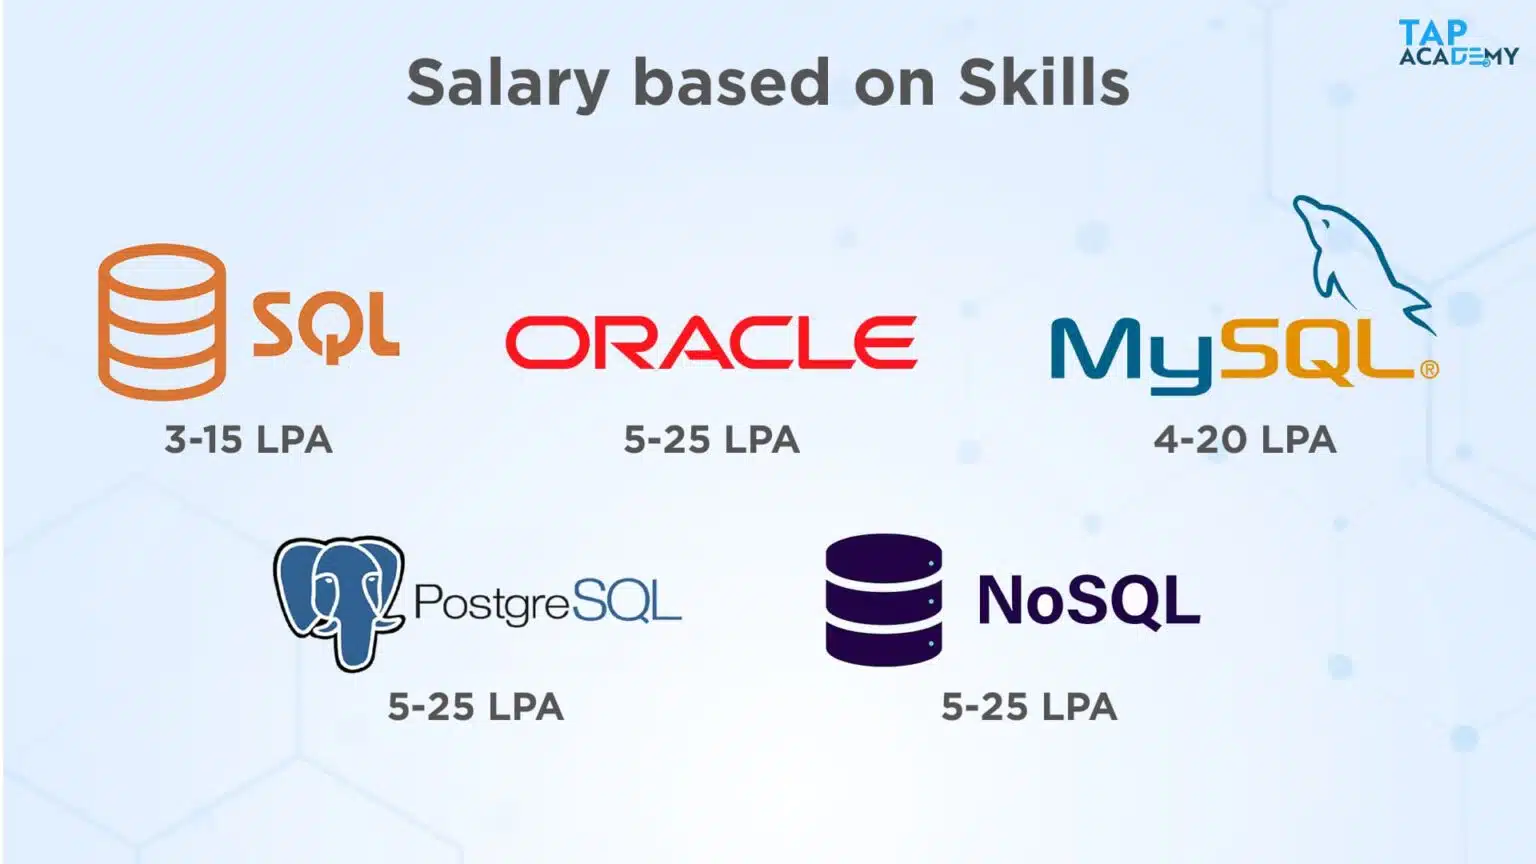 TAP
ACADEMY
Salary based on Skills
SQL
ORACLE
MySQL®
3-15 LPA
5-25 LPA
4-20 LPA
PostgreSQL
NoSQL
5-25 LPA
5-25 LPA